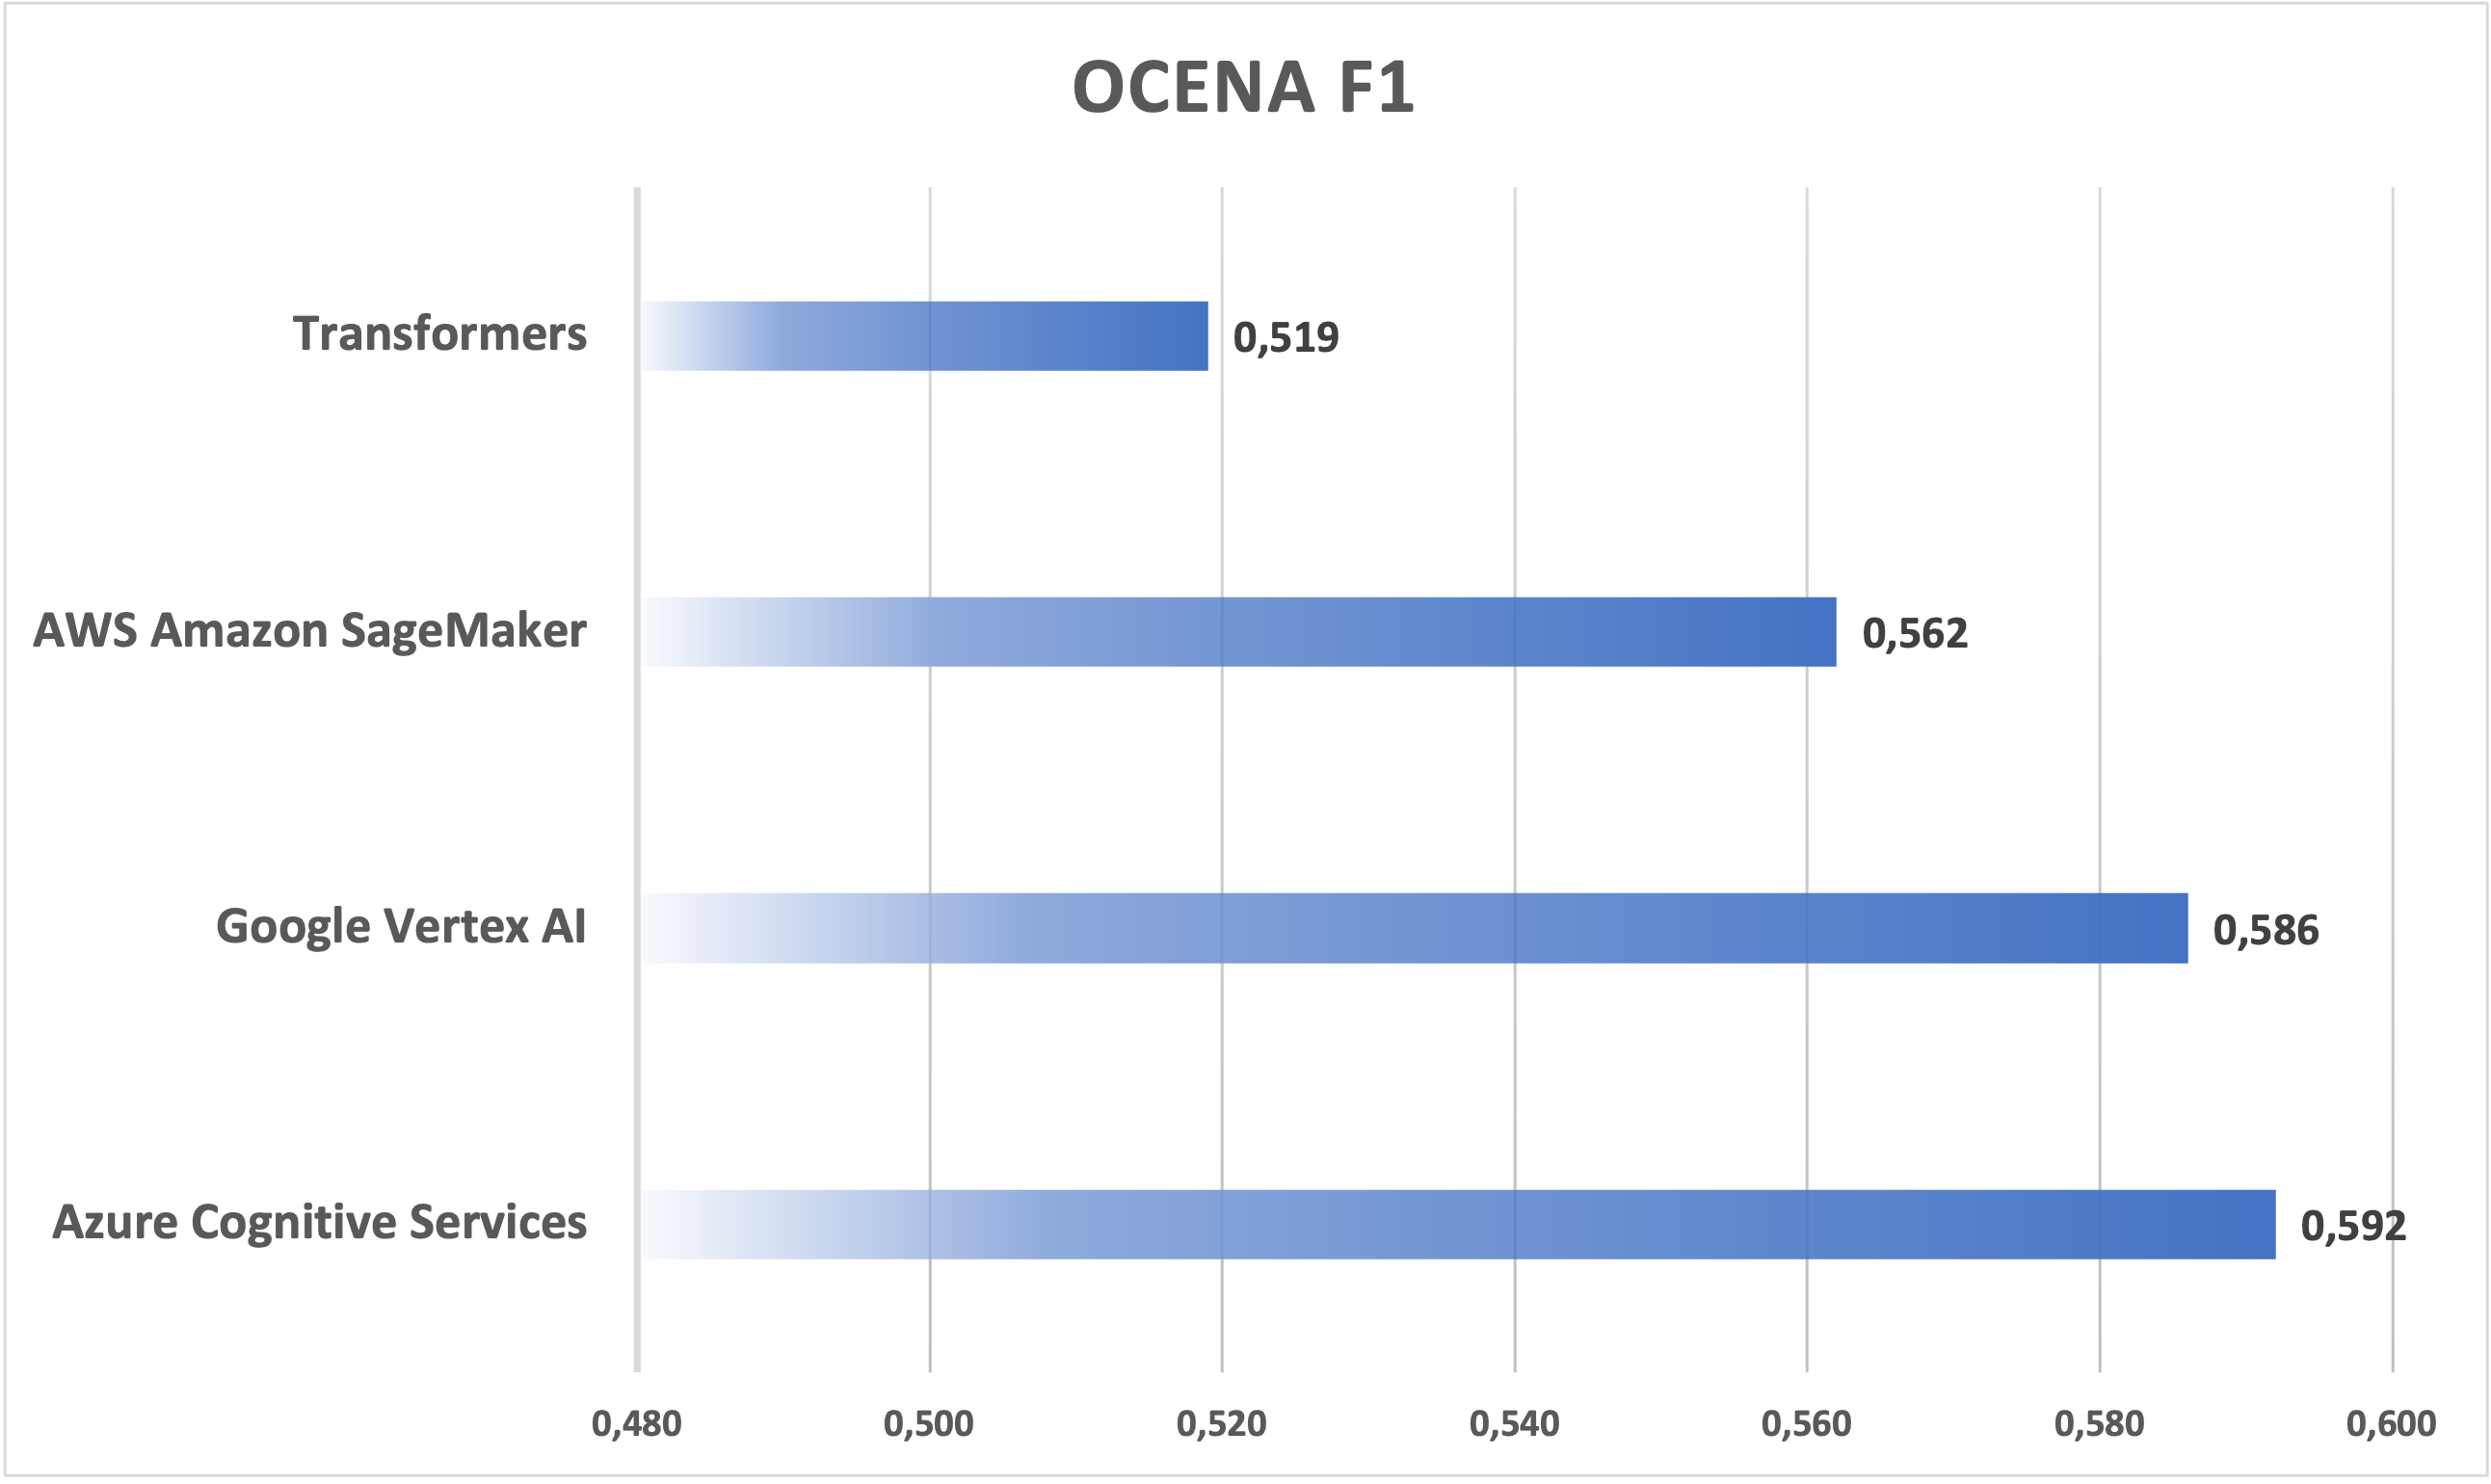 OCENA F1
Transformers
0,519
AWS Amazon SageMaker
0,562
Google Vertex AI
0,586
Azure Cognitive Services
0,592
0,480
0,500
0,520
0,540
0,560
0,580
0,600